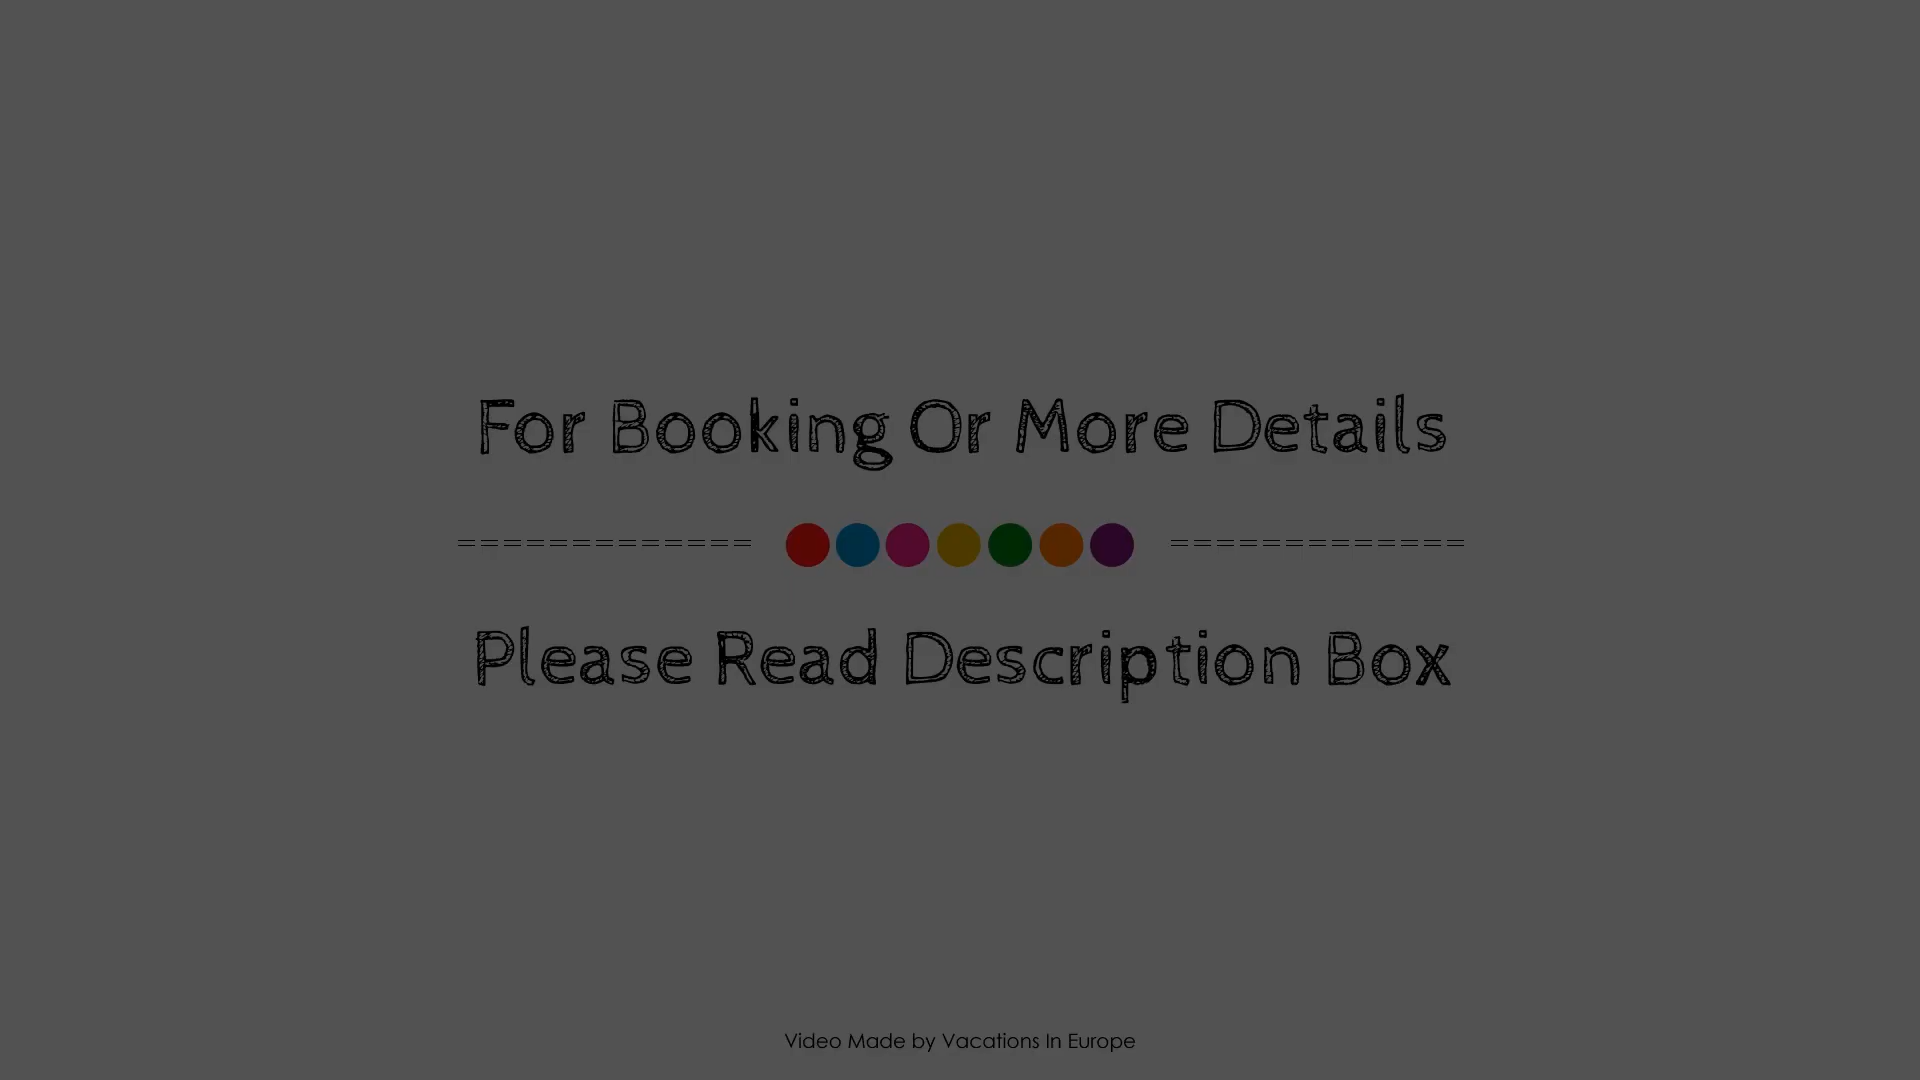 For Booking Or More Details
============= =============
Please Read Description Box
Video Made by Vacations In Europe